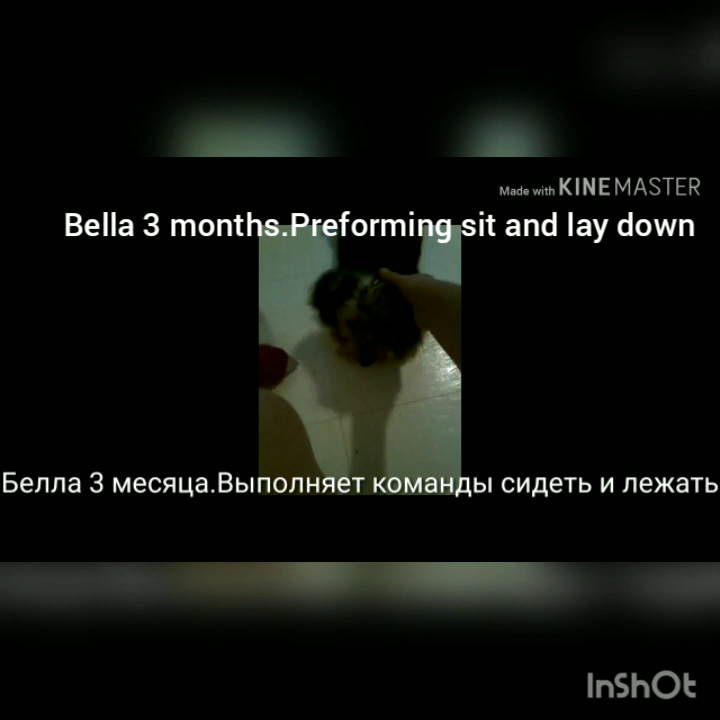 Made with KINEMASTER
Bella 3 months.Preforming sit and lay down
Белла 3 месяца.Выполняет команды сидеть и лежать
InShOt